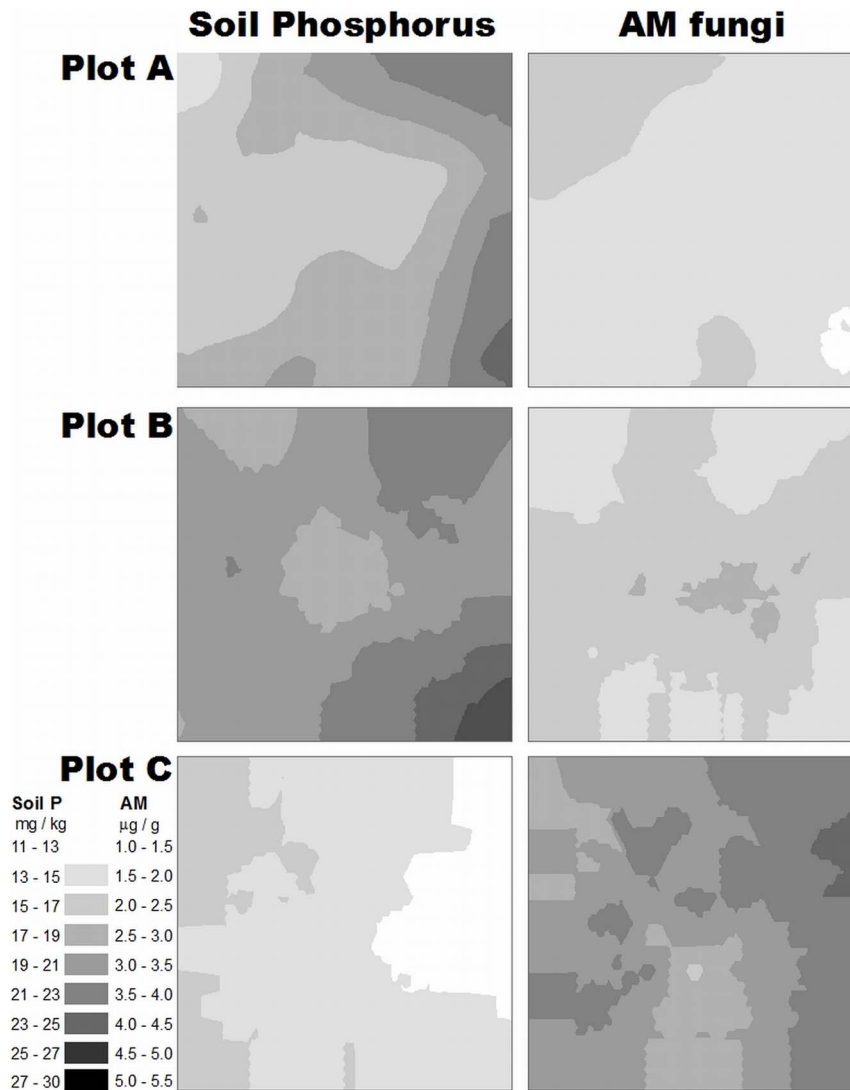 Soil Phosphorus AM fungi
Plot A
Plot B
Plot C
Soil P AM
mg / kg µg / g
11 - 13 1.0 - 1.5
13 - 15 1.5 - 2.0
15 - 17 2.0 - 2.5
17 - 19 2.5 - 3.0
19 - 21 3.0 - 3.5
21 - 23 3.5 - 4.0
23 - 25 4.0 - 4.5
25 - 27 4.5 - 5.0
27 - 30 5.0 - 5.5